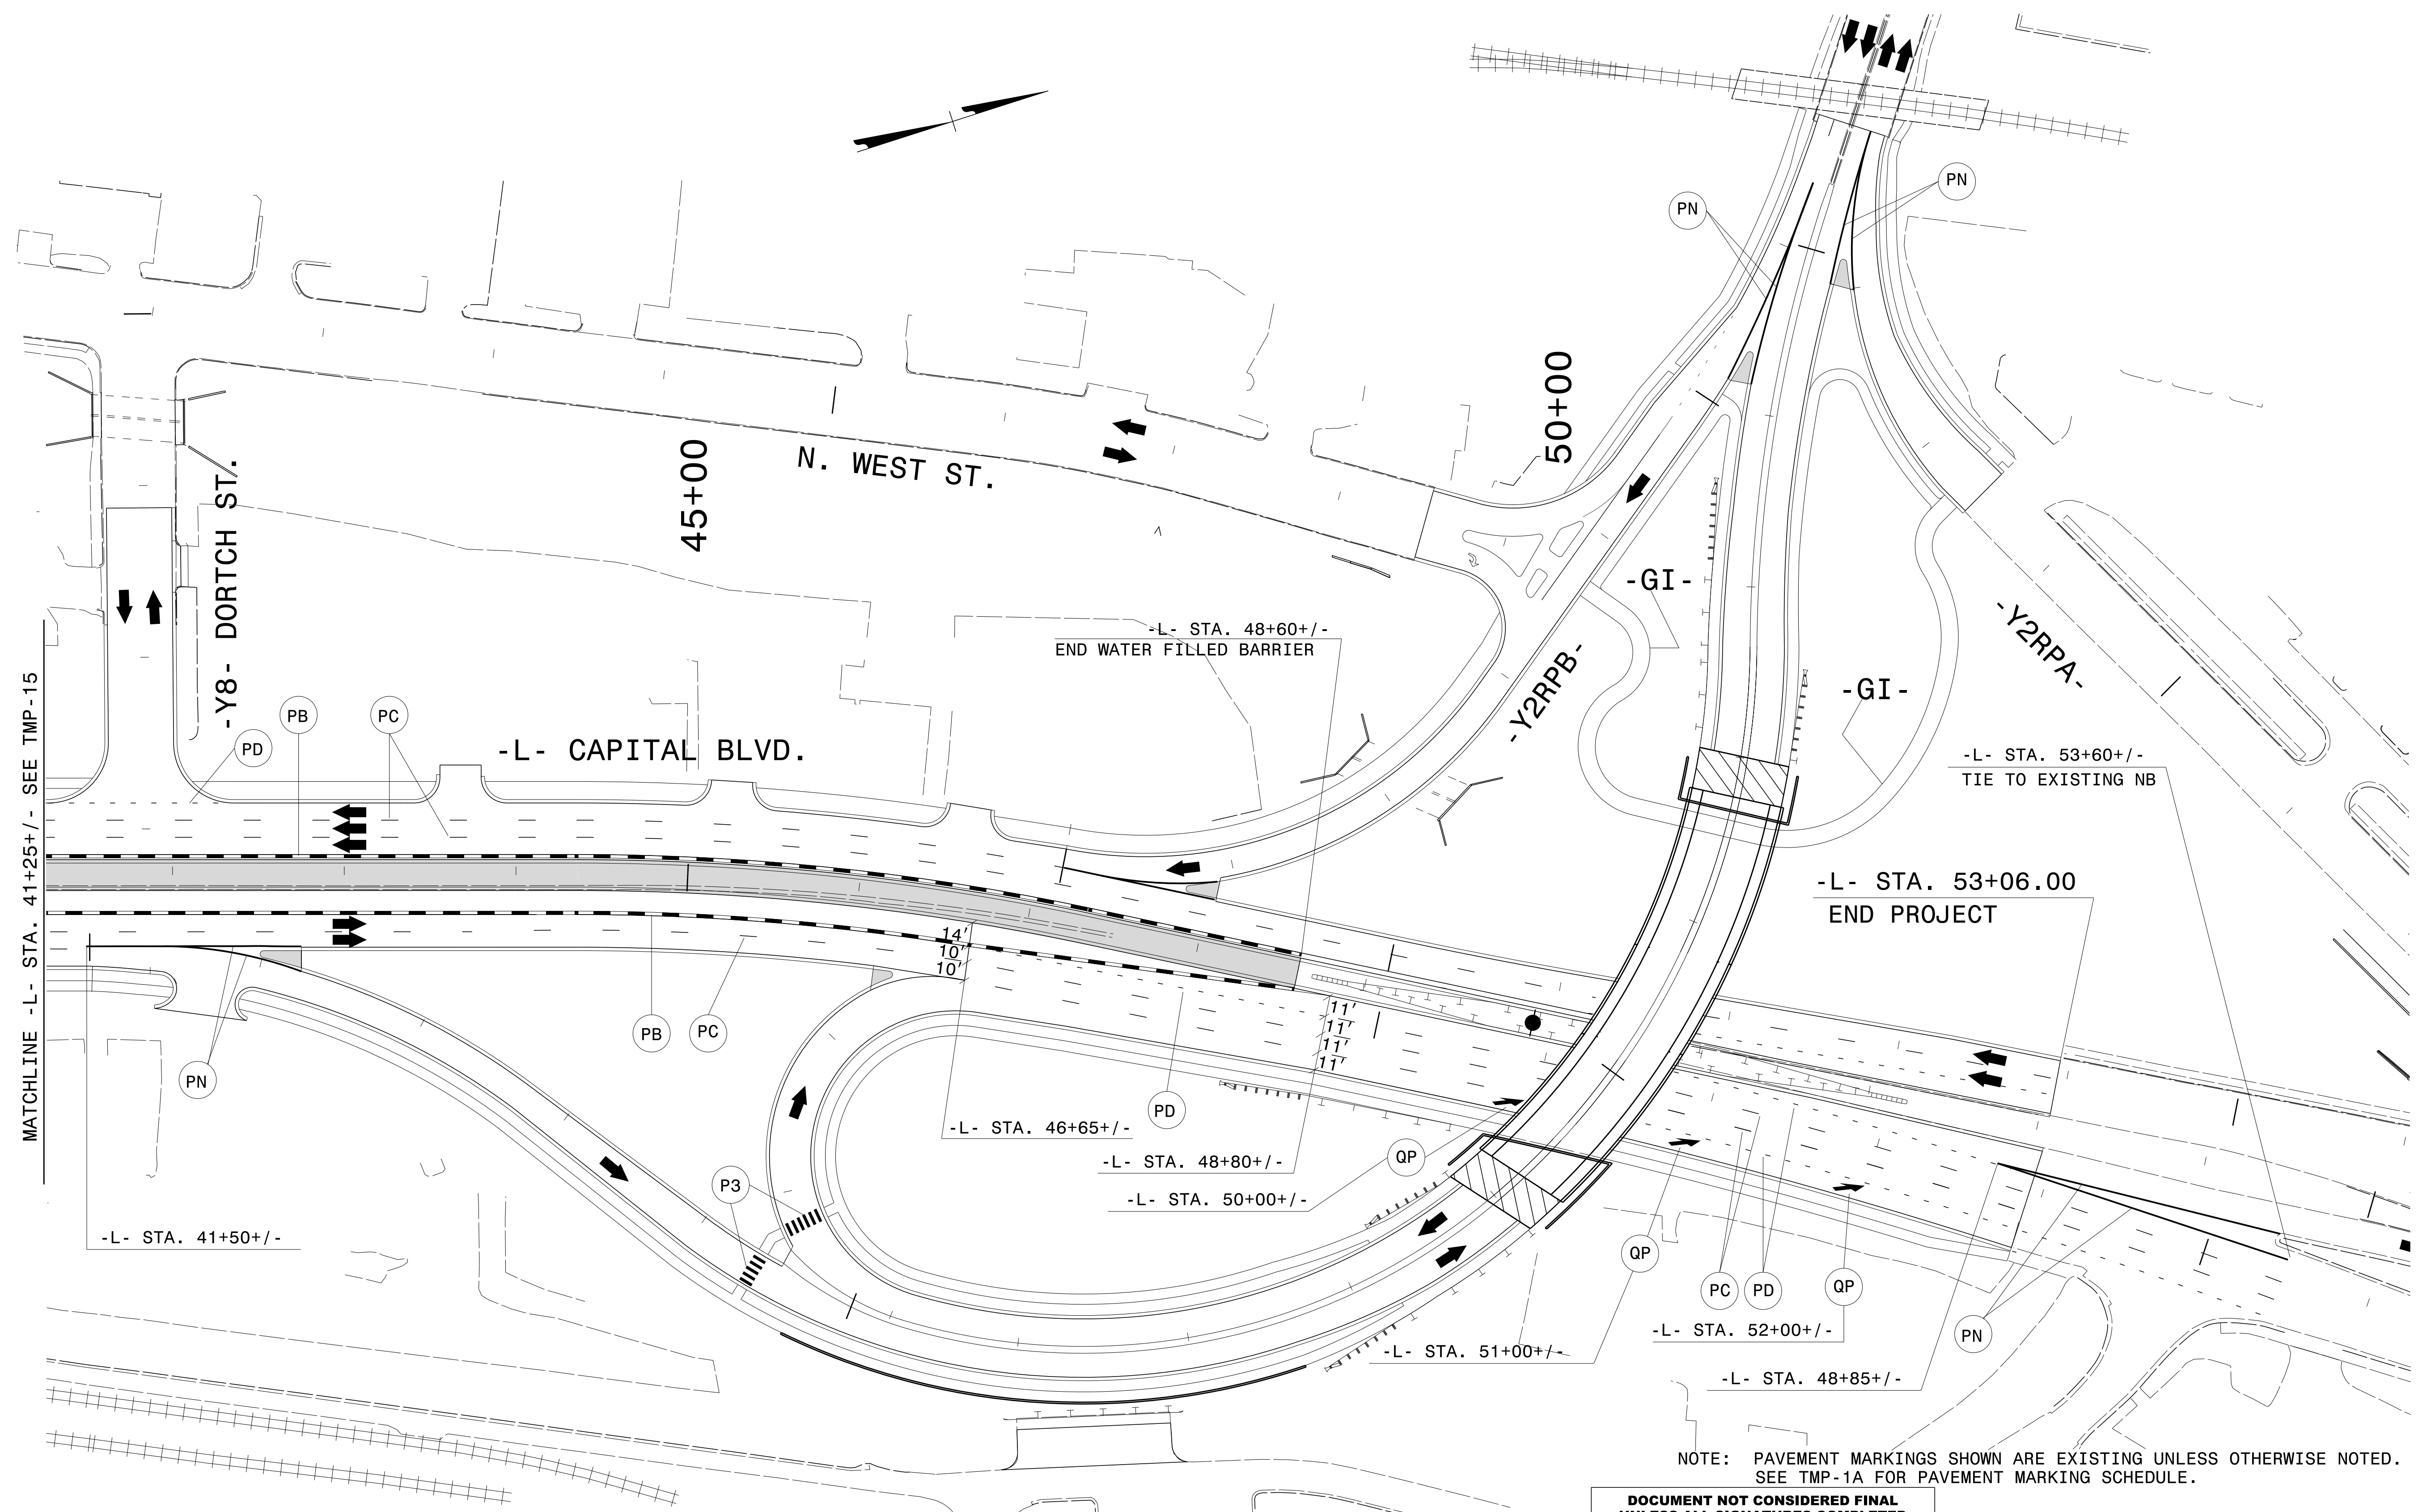 PN
PN
50+00
45+00
N. WEST ST.
-Y8- DORTCH ST.
-GI-
-L- STA. 48+60+/-
END WATER FILLED BARRIER
-Y2RPB-
-GI-
-Y2RPA-
MATCHLINE -L- STA. 41+25+/- SEE TMP-15
PB
PC
PD
-L- CAPITAL BLVD.
-L- STA. 53+60+/-
TIE TO EXISTING NB
-L- STA. 53+06.00
END PROJECT
14'
10'
10'
11'
11'
11'
11'
PB
PC
PN
PD
-L- STA. 46+65+/-
-L- STA. 48+80+/-
QP
P3
-L- STA. 50+00+/-
-L- STA. 41+50+/-
QP
PC
PD
QP
-L- STA. 52+00+/-
PN
-L- STA. 51+00+/-
-L- STA. 48+85+/-
NOTE: PAVEMENT MARKINGS SHOWN ARE EXISTING UNLESS OTHERWISE NOTED.
SEE TMP-1A FOR PAVEMENT MARKING SCHEDULE.
DOCUMENT NOT CONSIDERED FINAL
UNLESS ALL SIGNATURES COMPLETED